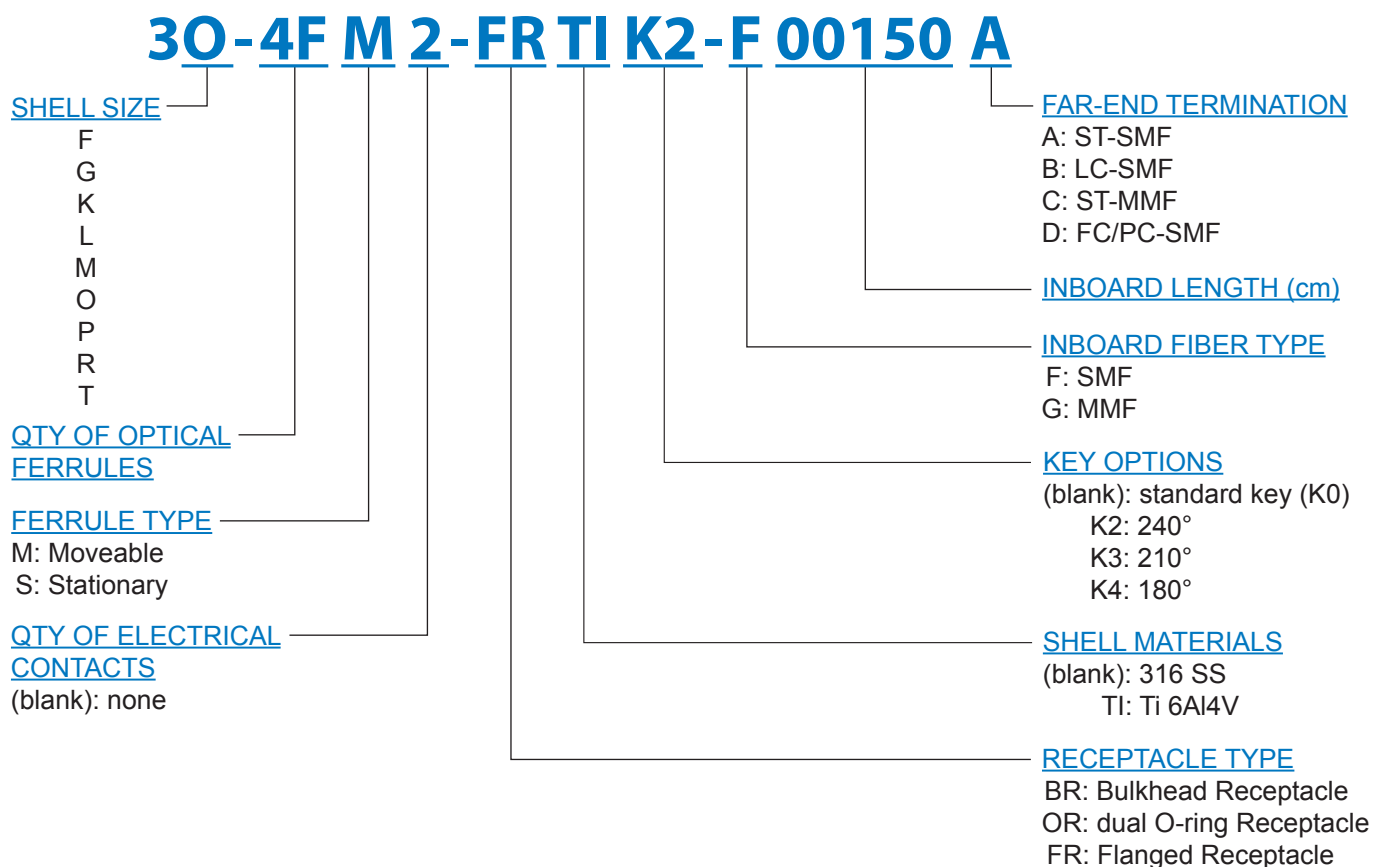 3O-4F M 2-FR TI K2-F 00150 A
SHELL SIZE
F
G
K
L
M
O
P
R
T
QTY OF OPTICAL
FERRULES
FERRULE TYPE
M: Moveable
S: Stationary
QTY OF ELECTRICAL
CONTACTS
(blank): none
FAR-END TERMINATION
A: ST-SMF
B: LC-SMF
C: ST-MMF
D: FC/PC-SMF
INBOARD LENGTH (cm)
INBOARD FIBER TYPE
F: SMF
G: MMF
KEY OPTIONS
(blank): standard key (K0)
K2: 240°
K3: 210°
K4: 180°
SHELL MATERIALS
(blank): 316 SS
TI: Ti 6Al4V
RECEPTACLE TYPE
BR: Bulkhead Receptacle
OR: dual O-ring Receptacle
FR: Flanged Receptacle